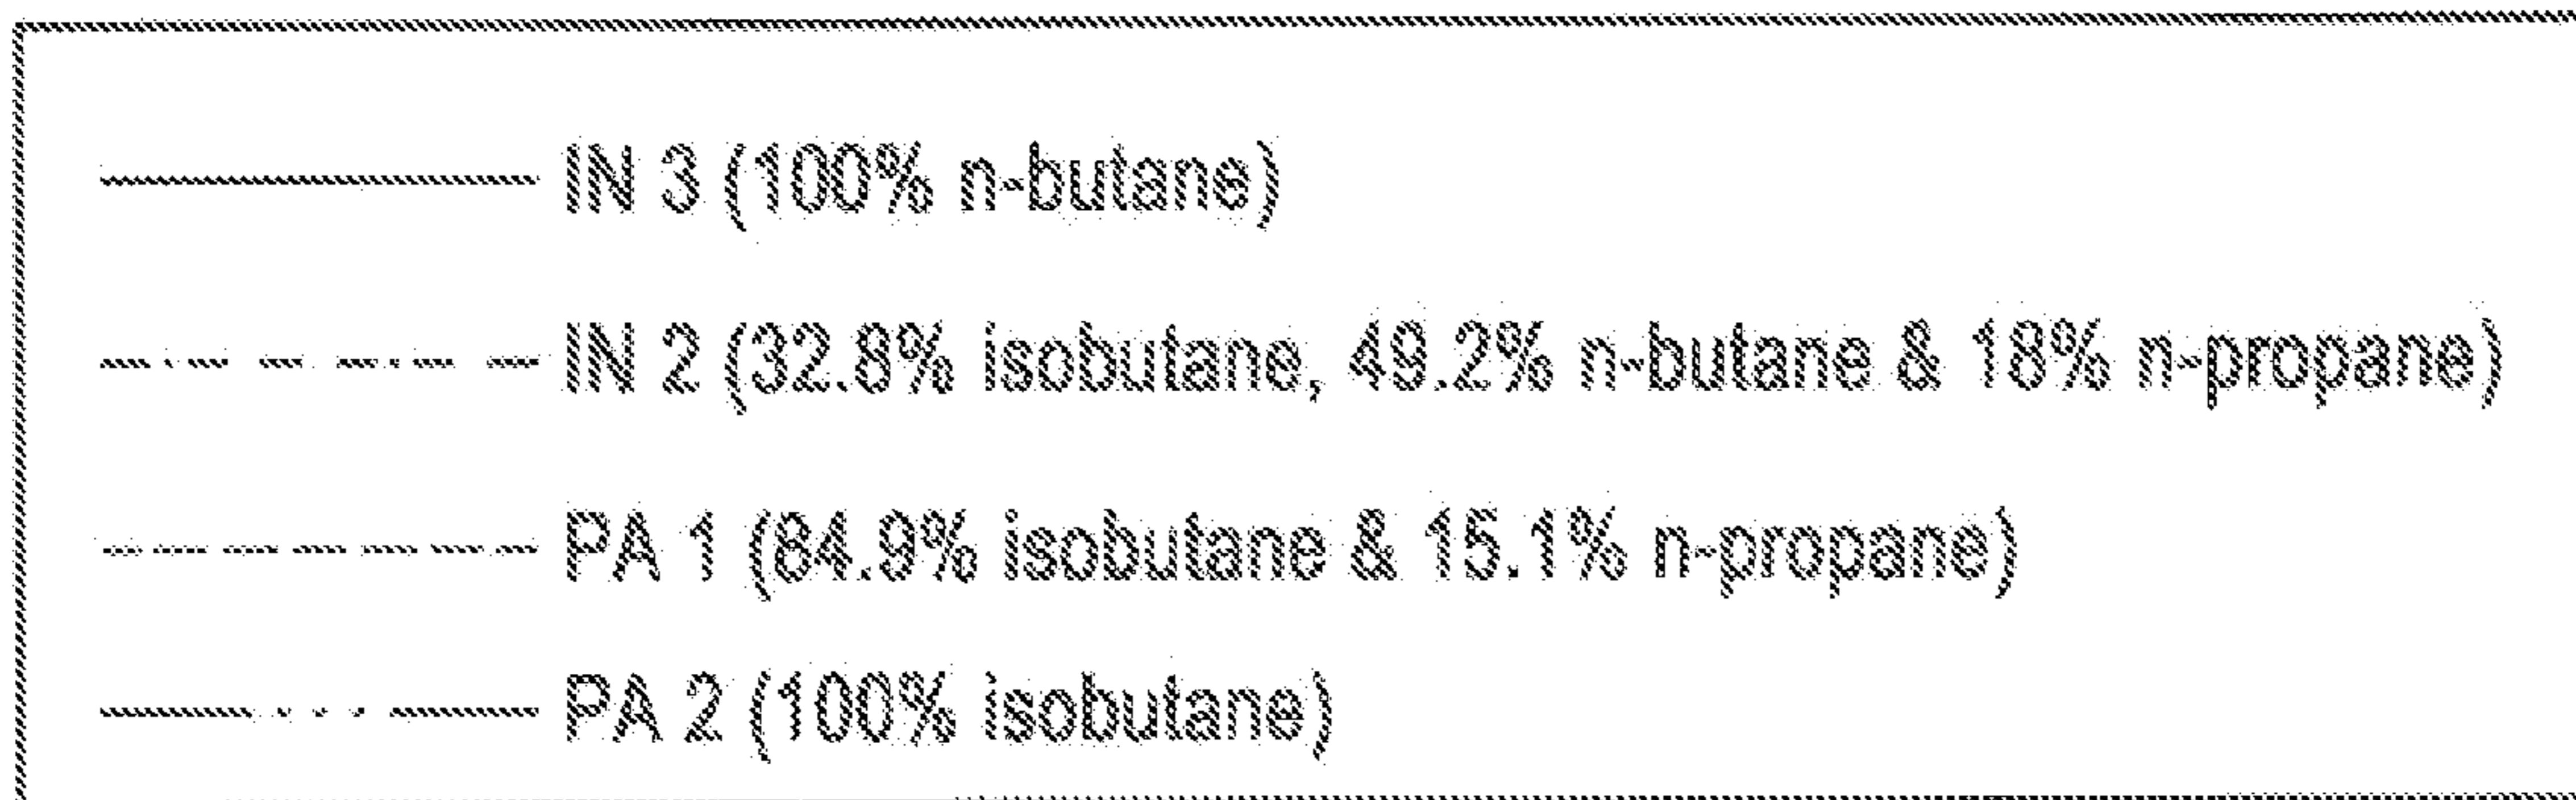 IN 3 (100% n-butane)
IN 2 (32.8% isobutane, 49.2% n-butane & 18% n-propane)
PA 1 (84.9% isobutane & 15.1% n-propane)
PA 2 (100% isobutane)